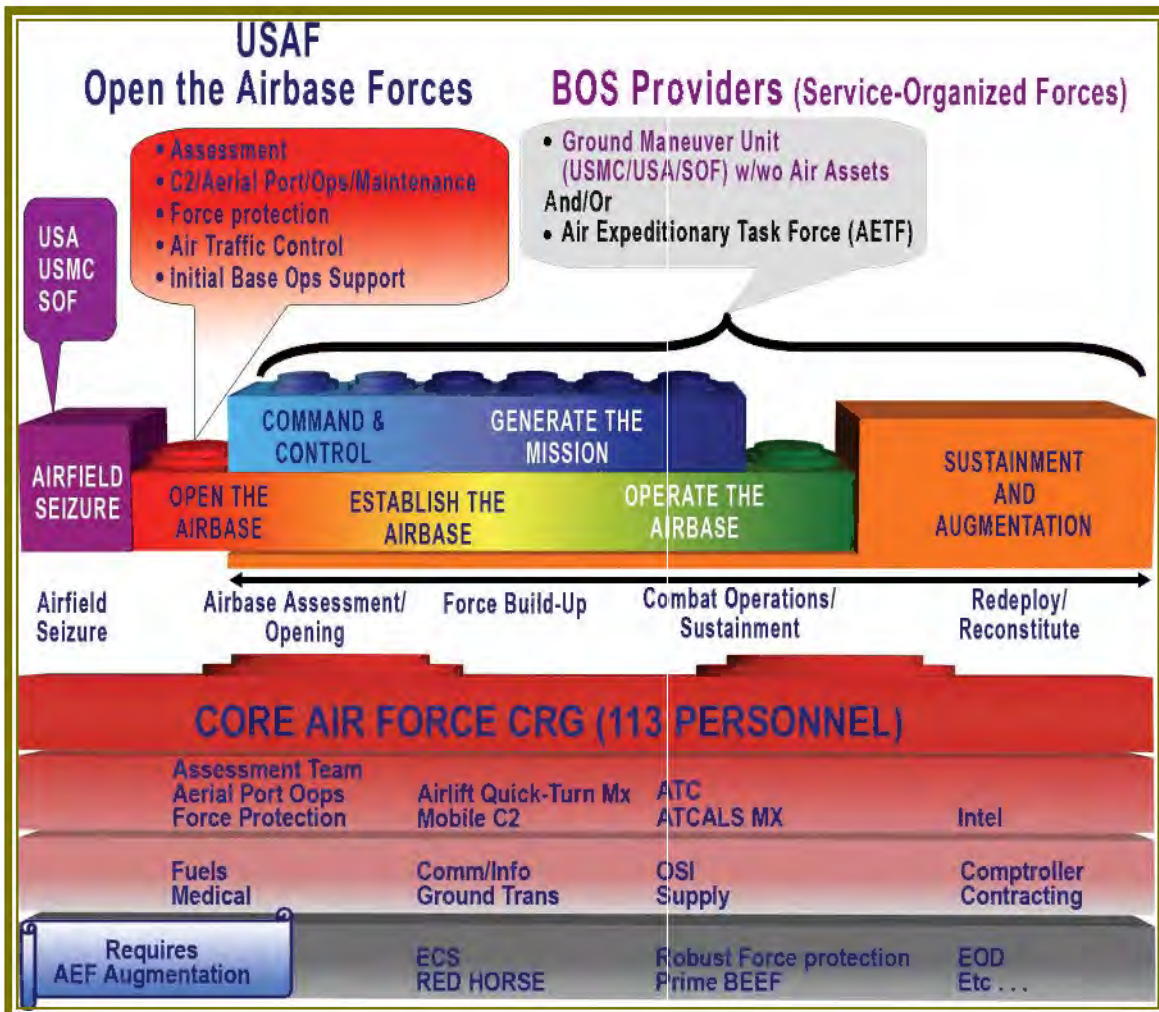 USAF
Open the Airbase Forces
BOS Providers (Service-Organized Forces)
• Assessment
• C2/Aerial Port/Ops/Maintenance
• Force protection
• Air Traffic Control
• Initial Base Ops Support
• Ground Maneuver Unit
(USMC/USA/SOF) w/wo Air Assets
And/Or
• Air Expeditionary Task Force (AETF)
USA
USMC
SOF
COMMAND &
CONTROL
GENERATE THE
MISSION
AIRFIELD
SEIZURE
OPEN THE
AIRBASE
ESTABLISH THE
AIRBASE
OPERATE THE
AIRBASE
SUSTAINMENT
AND
AUGMENTATION
Airfield
Seizure
Airbase Assessment/
Opening
Force Build-Up
Combat Operations/
Sustainment
Redeploy/
Reconstitute
CORE AIR FORCE CRG (113 PERSONNEL)
Assessment Team
Aerial Port Oops
Force Protection
Airlift Quick-Turn Mx
Mobile C2
ATC
ATCALS MX
Intel
Fuels
Medical
Comm/Info
Ground Trans
OSI
Supply
Comptroller
Contracting
Requires
AEF Augmentation
ECS
RED HORSE
Robust Force protection
Prime BEEF
EOD
Etc . . .